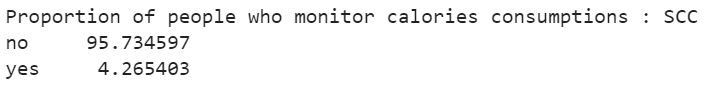 Proportion of people who monitor calories consumptions : SCC
no     95.734597
yes     4.265403